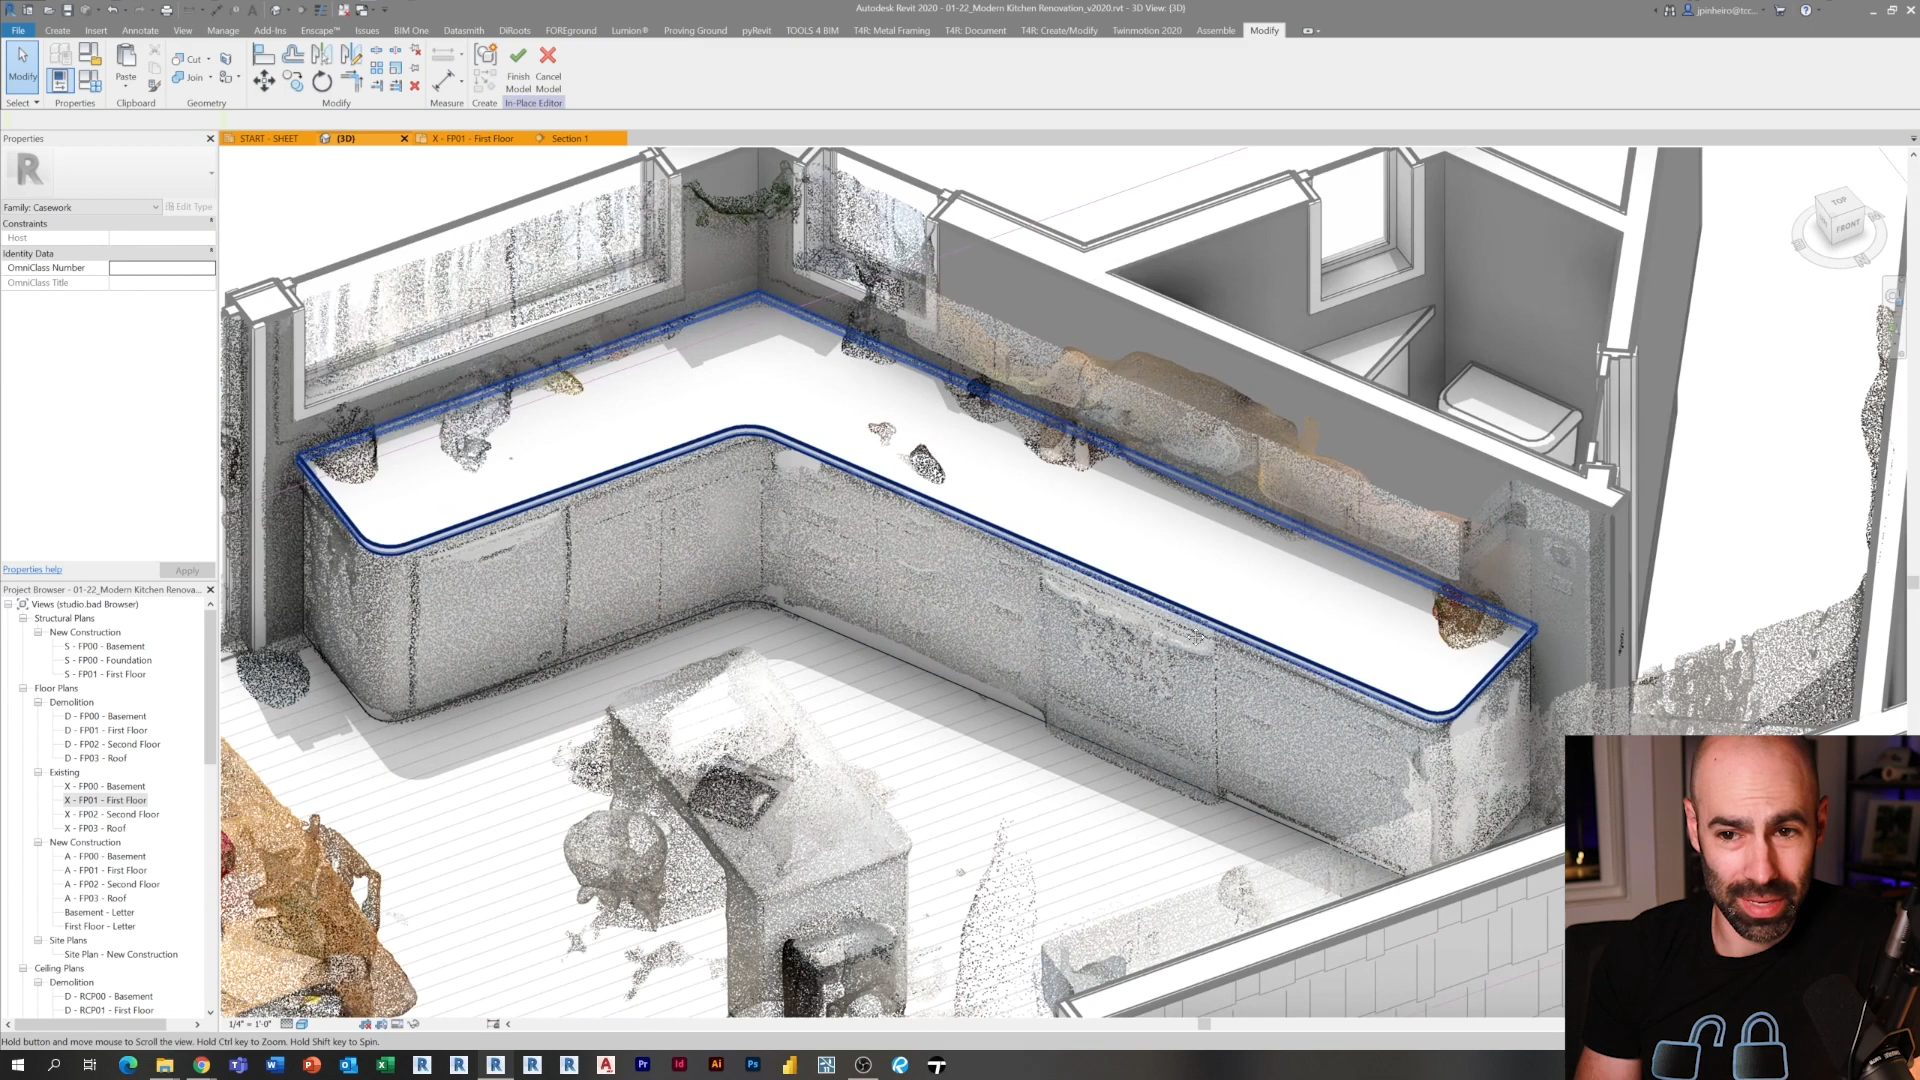 Autodesk Revit 2020 - 01-22_Modern Kitchen Renovation_v2020.rvt - 3D View: {3D}
jpinheiro@tcc...
File Create Insert Annotate View Manage Add-Ins Enscape™ Issues BIM One Datasmith DiRoots FOREground Lumion® Proving Ground pyRevit TOOLS 4 BIM T4R: Metal Framing T4R: Document T4R: Create/Modify Twinmotion 2020 Assemble Modify
Modify Paste Cut Join Finish Model Cancel Model
Select Properties Clipboard Geometry Modify Measure Create In-Place Editor
Properties
START - SHEET {3D} X - FP01 - First Floor Section 1
Family: Casework Edit Type
Constraints
Host
Identity Data
OmniClass Number
OmniClass Title
Properties help Apply
Project Browser - 01-22_Modern Kitchen Renova...
Views (studio.bad Browser)
Structural Plans
New Construction
S - FP00 - Basement
S - FP00 - Foundation
S - FP01 - First Floor
Floor Plans
Demolition
D - FP00 - Basement
D - FP01 - First Floor
D - FP02 - Second Floor
D - FP03 - Roof
Existing
X - FP00 - Basement
X - FP01 - First Floor
X - FP02 - Second Floor
X - FP03 - Roof
New Construction
A - FP00 - Basement
A - FP01 - First Floor
A - FP02 - Second Floor
A - FP03 - Roof
Basement - Letter
First Floor - Letter
Site Plans
Site Plan - New Construction
Ceiling Plans
Demolition
D - RCP00 - Basement
D - RCP01 - First Floor
TOP
FRONT
1/4" = 1'-0"
Hold button and move mouse to Scroll the view. Hold Ctrl key to Zoom. Hold Shift key to Spin.